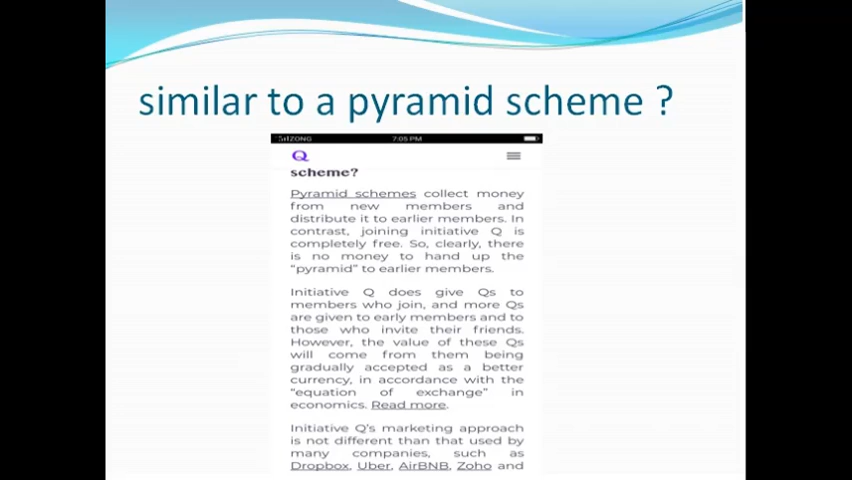 similar to a pyramid scheme ?
ZONG 7:05 PM
Q
scheme?
Pyramid schemes collect money
from new members and
distribute it to earlier members. In
contrast, joining initiative Q is
completely free. So, clearly, there
is no money to hand up the
“pyramid” to earlier members.
Initiative Q does give Qs to
members who join, and more Qs
are given to early members and to
those who invite their friends.
However, the value of these Qs
will come from them being
gradually accepted as a better
currency, in accordance with the
“equation of exchange” in
economics. Read more.
Initiative Q’s marketing approach
is not different than that used by
many companies, such as
Dropbox, Uber, AirBNB, Zoho and